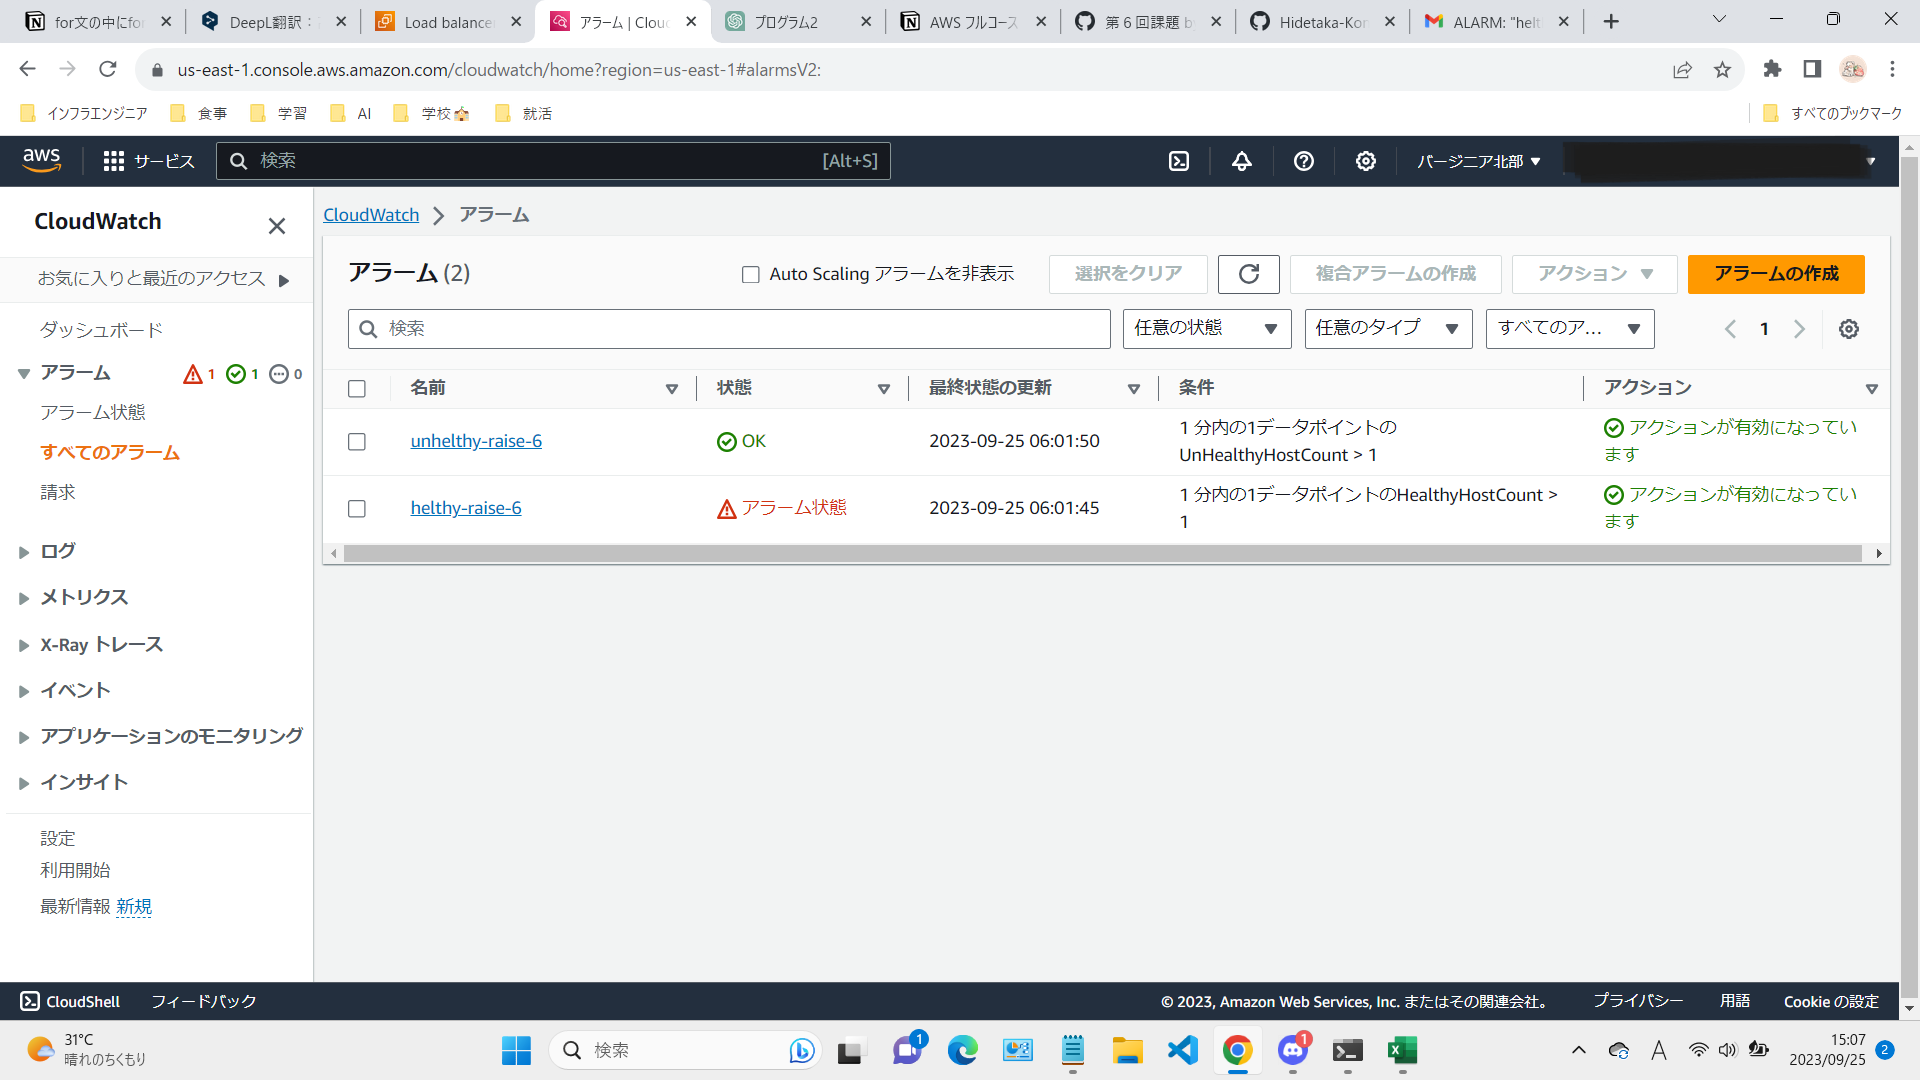 for文の中にfor
DeepL翻訳：
Load balancer
アラーム | Cloud
プログラム2
AWS フルコース
第６回課題 by
Hidetaka-Kon
ALARM: "helt
us-east-1.console.aws.amazon.com/cloudwatch/home?region=us-east-1#alarmsV2:
インフラエンジニア
食事
学習
AI
学校
就活
すべてのブックマーク
aws
サービス
検索
[Alt+S]
バージニア北部
CloudWatch
お気に入りと最近のアクセス
ダッシュボード
アラーム
1
1
0
アラーム状態
すべてのアラーム
請求
ログ
メトリクス
X-Ray トレース
イベント
アプリケーションのモニタリング
インサイト
設定
利用開始
最新情報 新規
CloudWatch
アラーム
アラーム (2)
Auto Scaling アラームを非表示
選択をクリア
複合アラームの作成
アクション
アラームの作成
検索
任意の状態
任意のタイプ
すべてのア...
1
名前
状態
最終状態の更新
条件
アクション
unhelthy-raise-6
OK
2023-09-25 06:01:50
1 分内の1データポイントの
UnHealthyHostCount > 1
アクションが有効になってい
ます
helthy-raise-6
アラーム状態
2023-09-25 06:01:45
1 分内の1データポイントのHealthyHostCount >
1
アクションが有効になってい
ます
CloudShell
フィードバック
© 2023, Amazon Web Services, Inc. またはその関連会社。
プライバシー
用語
Cookie の設定
31°C
晴れのちくもり
検索
1
1
A
15:07
2023/09/25
2